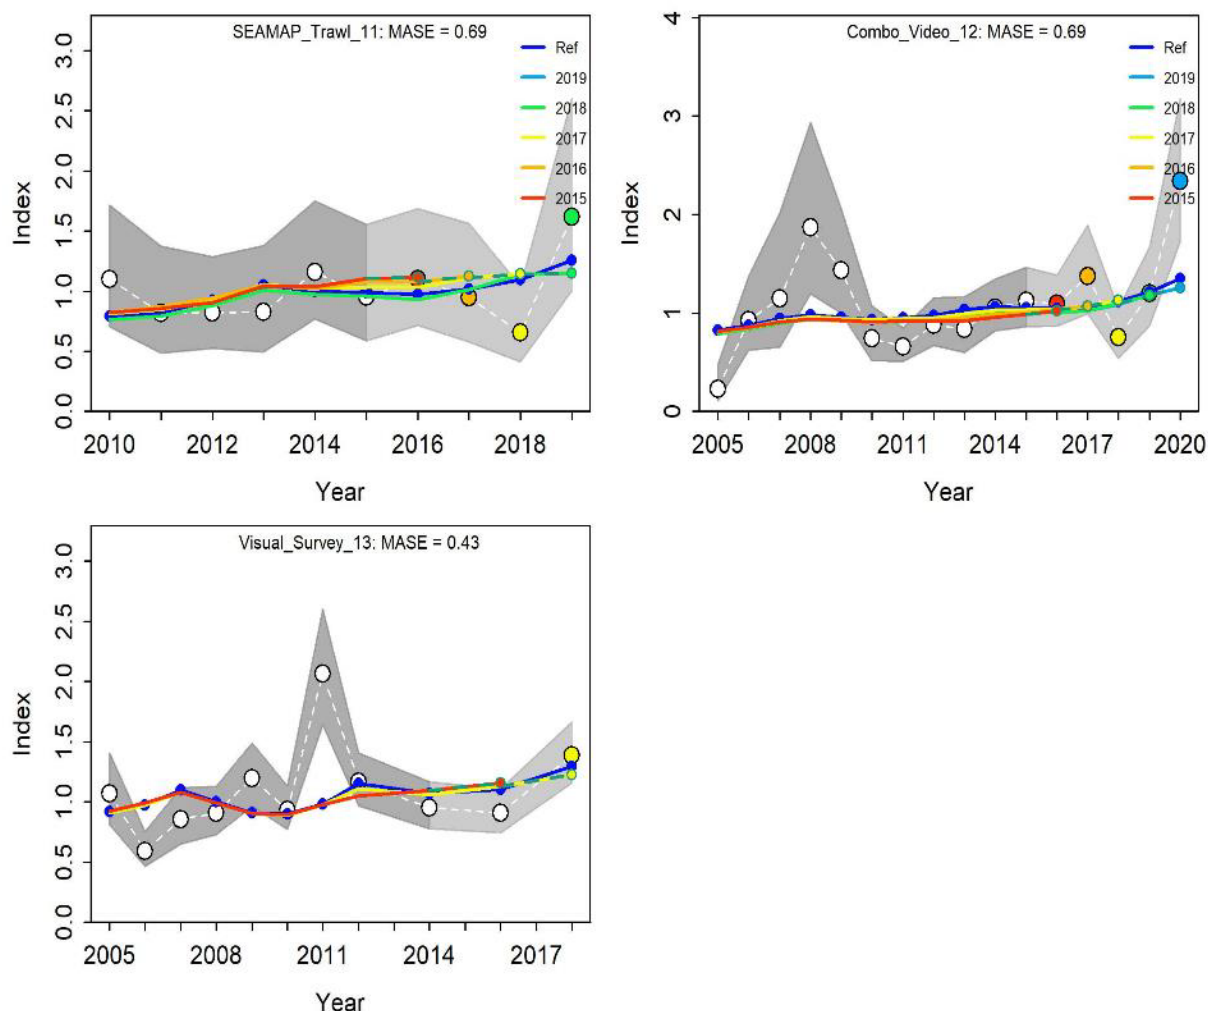 SEAMAP_Trawl_11: MASE = 0.69
Ref
2019
2018
2017
2016
2015
3.0
2.5
2.0
1.5
1.0
0.5
0.0
Index
2010 2012 2014 2016 2018
Year
Combo_Video_12: MASE = 0.69
Ref
2019
2018
2017
2016
2015
4
3
2
1
0
Index
2005 2008 2011 2014 2017 2020
Year
Visual_Survey_13: MASE = 0.43
3.0
2.5
2.0
1.5
1.0
0.5
0.0
Index
2005 2008 2011 2014 2017
Year